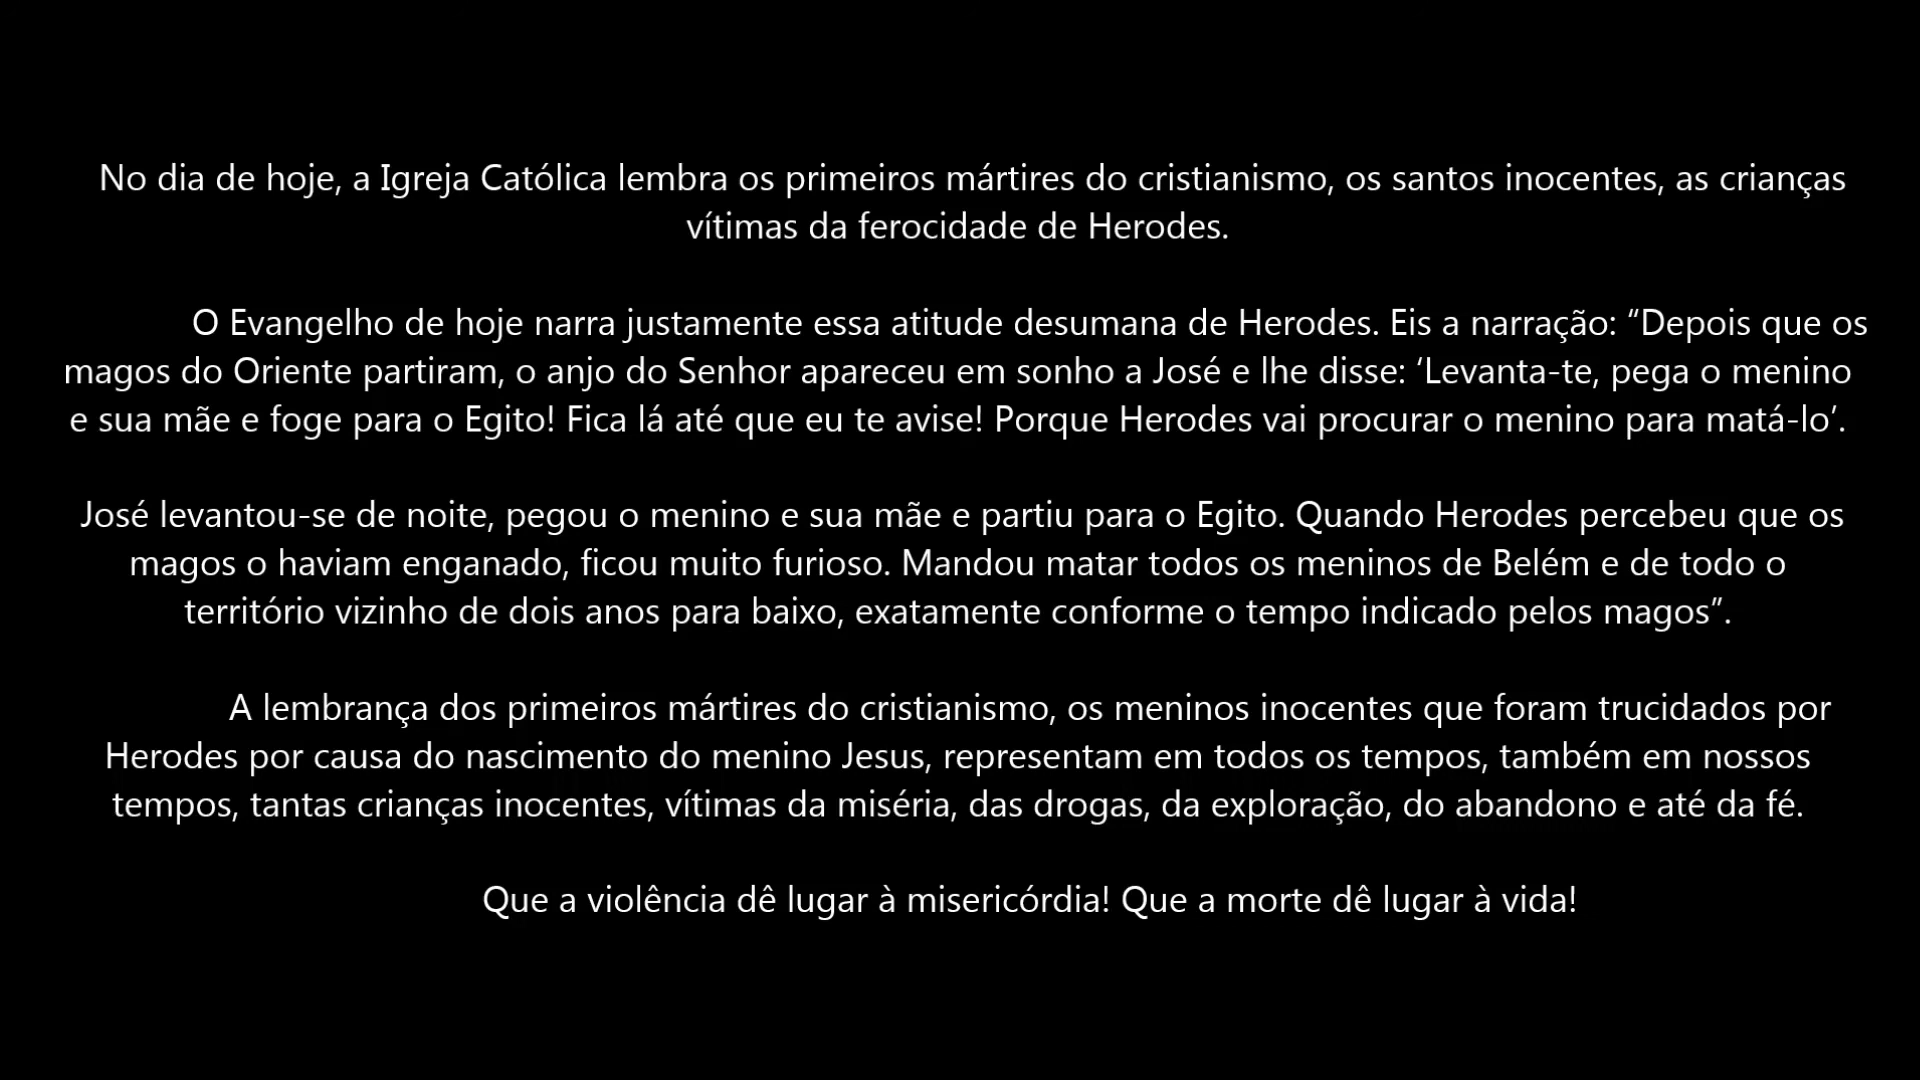 No dia de hoje, a Igreja Católica lembra os primeiros mártires do cristianismo, os santos inocentes, as crianças
vítimas da ferocidade de Herodes.
O Evangelho de hoje narra justamente essa atitude desumana de Herodes. Eis a narração: “Depois que os
magos do Oriente partiram, o anjo do Senhor apareceu em sonho a José e lhe disse: ‘Levanta-te, pega o menino
e sua mãe e foge para o Egito! Fica lá até que eu te avise! Porque Herodes vai procurar o menino para matá-lo’.
José levantou-se de noite, pegou o menino e sua mãe e partiu para o Egito. Quando Herodes percebeu que os
magos o haviam enganado, ficou muito furioso. Mandou matar todos os meninos de Belém e de todo o
território vizinho de dois anos para baixo, exatamente conforme o tempo indicado pelos magos”.
A lembrança dos primeiros mártires do cristianismo, os meninos inocentes que foram trucidados por
Herodes por causa do nascimento do menino Jesus, representam em todos os tempos, também em nossos
tempos, tantas crianças inocentes, vítimas da miséria, das drogas, da exploração, do abandono e até da fé.
Que a violência dê lugar à misericórdia! Que a morte dê lugar à vida!